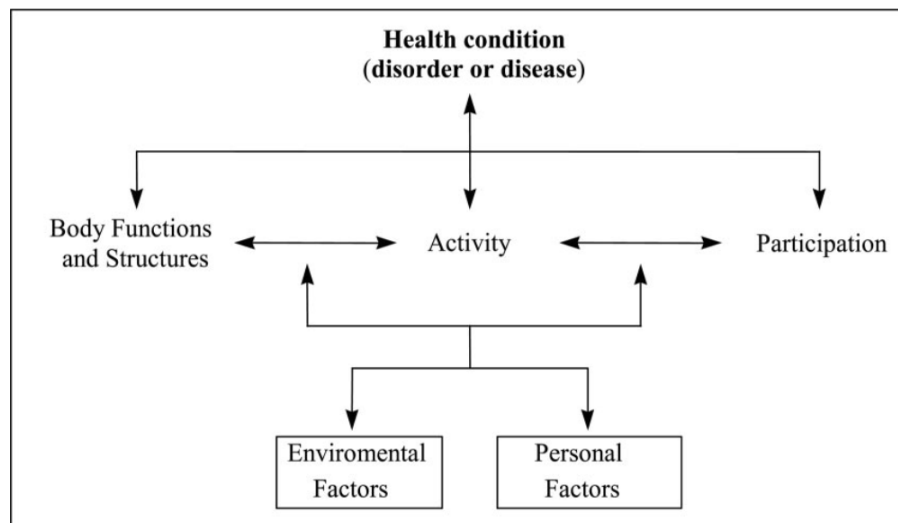 Health condition
(disorder or disease)
Body Functions
and Structures
Activity
Participation
Enviromental
Factors
Personal
Factors